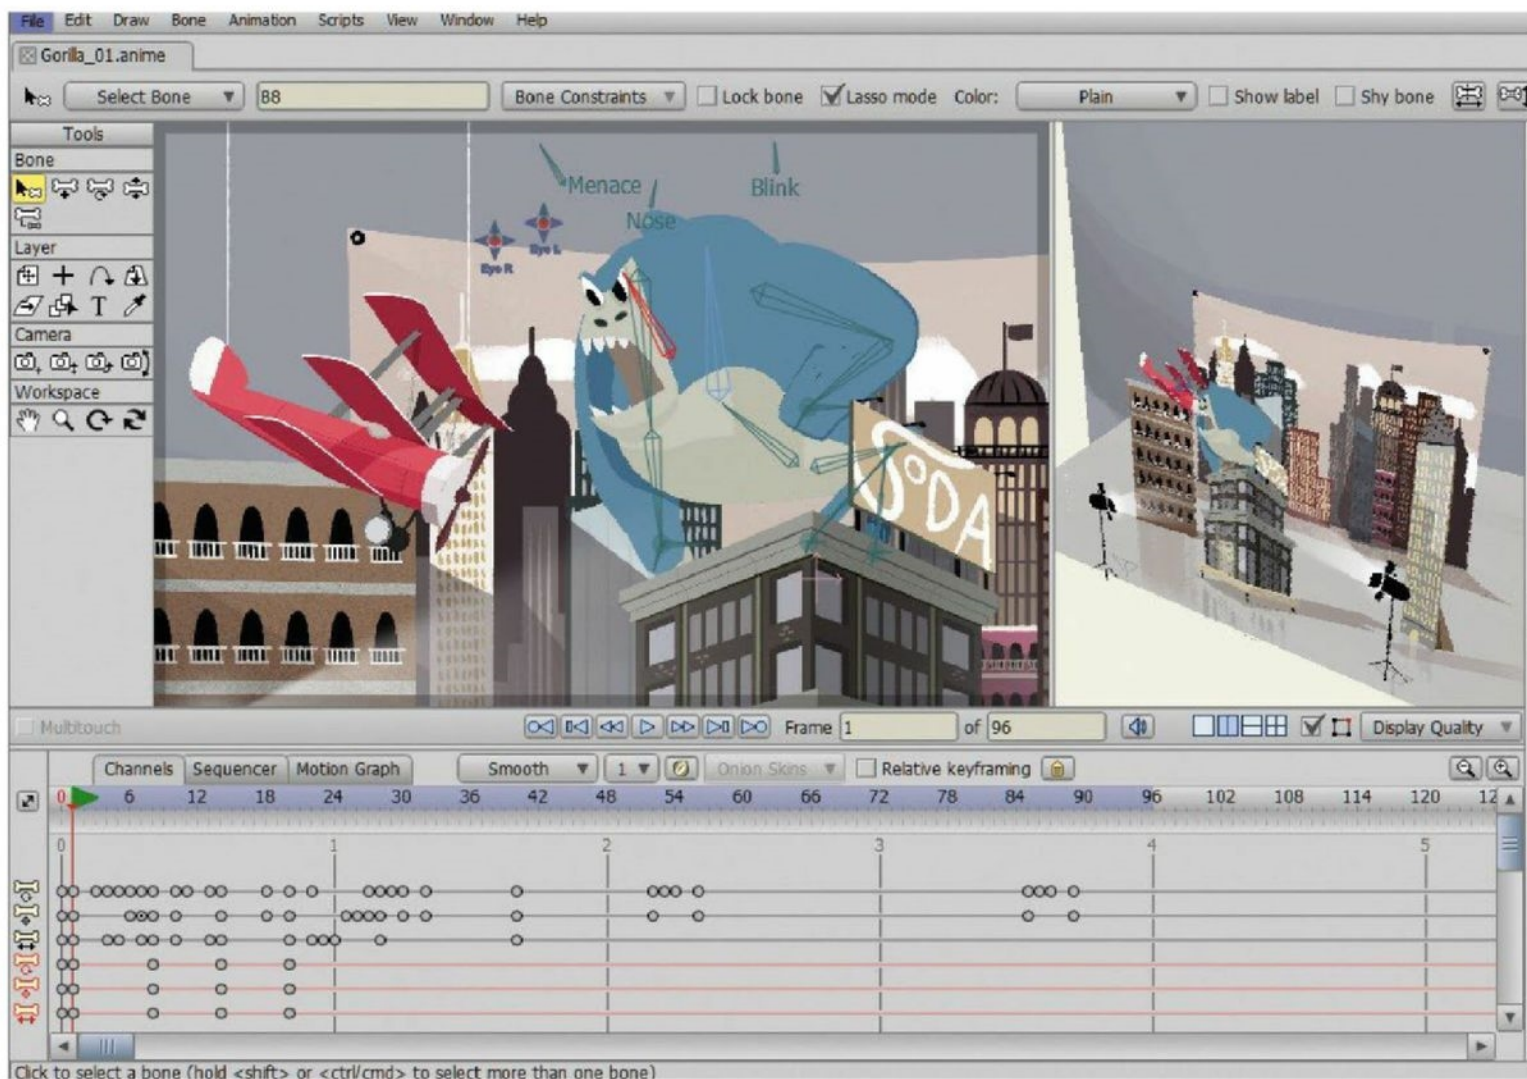 File Edit Draw Bone Animation Scripts View Window Help
Gorilla_01.anime
Select Bone B8 Bone Constraints Lock bone Lasso mode Color: Plain Show label Shy bone
Tools
Bone
Layer
T
Camera
Workspace
Menace
Blink
Nose
Eye R
Eye L
SODA
Multitouch Frame 1 of 96 Display Quality
Channels Sequencer Motion Graph Smooth 1 Onion Skins Relative keyframing
0 6 12 18 24 30 36 42 48 54 60 66 72 78 84 90 96 102 108 114 120
0 1 2 3 4 5
Click to select a bone (hold <shift> or <ctrl/cmd> to select more than one bone)